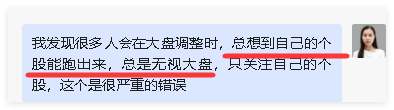 我发现很多人会在大盘调整时，总想到自己的个
股能跑出来，总是无视大盘，只关注自己的个
股，这个是很严重的错误